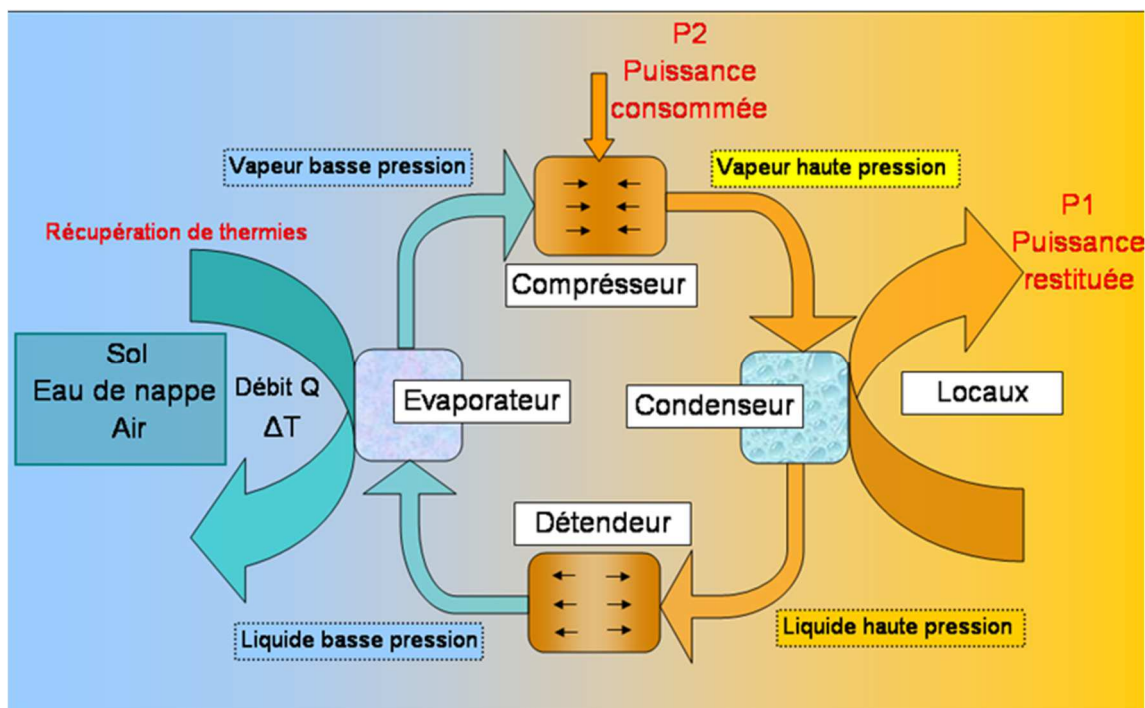 P2
Puissance
consommée
Vapeur basse pression
Vapeur haute pression
Récupération de thermies
P1
Puissance
restituée
Comprésseur
Sol
Eau de nappe
Air
Débit Q
ΔT
Evaporateur
Condenseur
Locaux
Détendeur
Liquide basse pression
Liquide haute pression